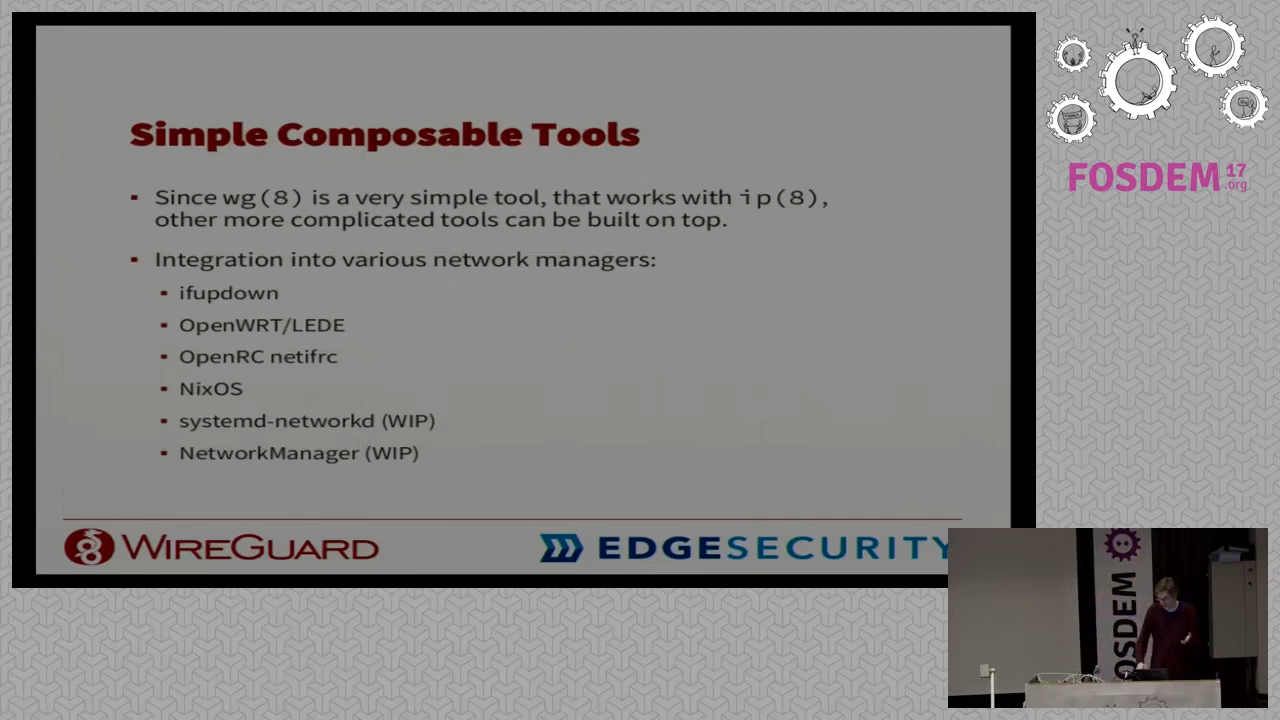 Simple Composable Tools
▪ Since wg(8) is a very simple tool, that works with ip(8),
other more complicated tools can be built on top.
▪ Integration into various network managers:
▪ ifupdown
▪ OpenWRT/LEDE
▪ OpenRC netifrc
▪ NixOS
▪ systemd-networkd (WIP)
▪ NetworkManager (WIP)
WIREGUARD
EDGESECURITY
FOSDEM 17
.org
FOSDEM